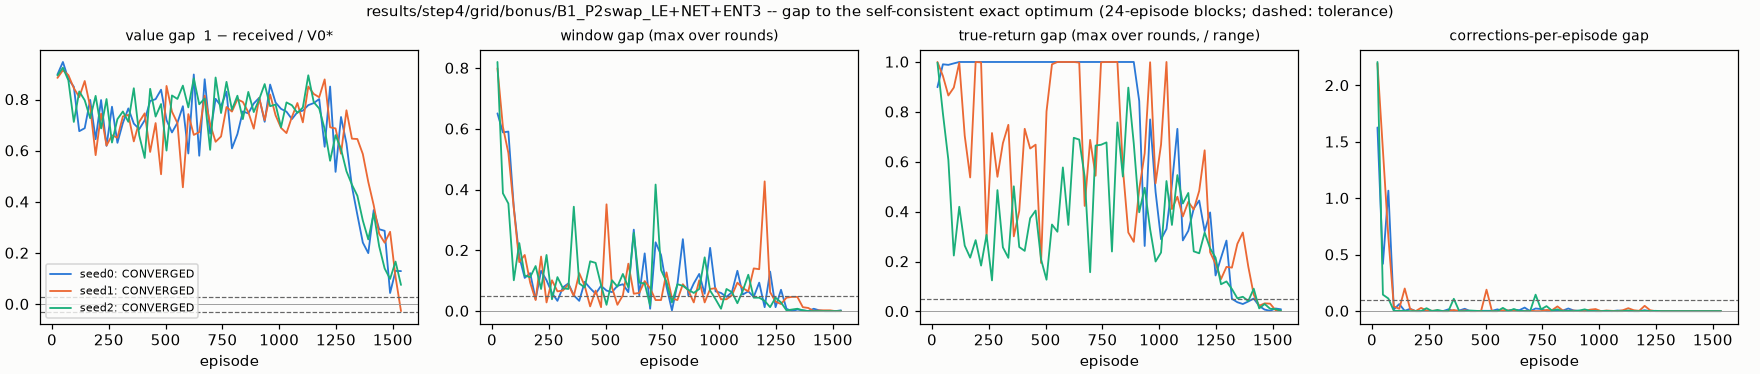 results/step4/grid/bonus/B1_P2swap_LE+NET+ENT3 -- gap to the self-consistent exact optimum (24-episode blocks; dashed: tolerance)
value gap 1 − received / V0*
window gap (max over rounds)
true-return gap (max over rounds, / range)
corrections-per-episode gap
0.8
0.6
0.4
0.2
0.0
seed0: CONVERGED
seed1: CONVERGED
seed2: CONVERGED
0 250 500 750 1000 1250 1500
episode
0.8
0.6
0.4
0.2
0.0
0 250 500 750 1000 1250 1500
episode
1.0
0.8
0.6
0.4
0.2
0.0
0 250 500 750 1000 1250 1500
episode
2.0
1.5
1.0
0.5
0.0
0 250 500 750 1000 1250 1500
episode